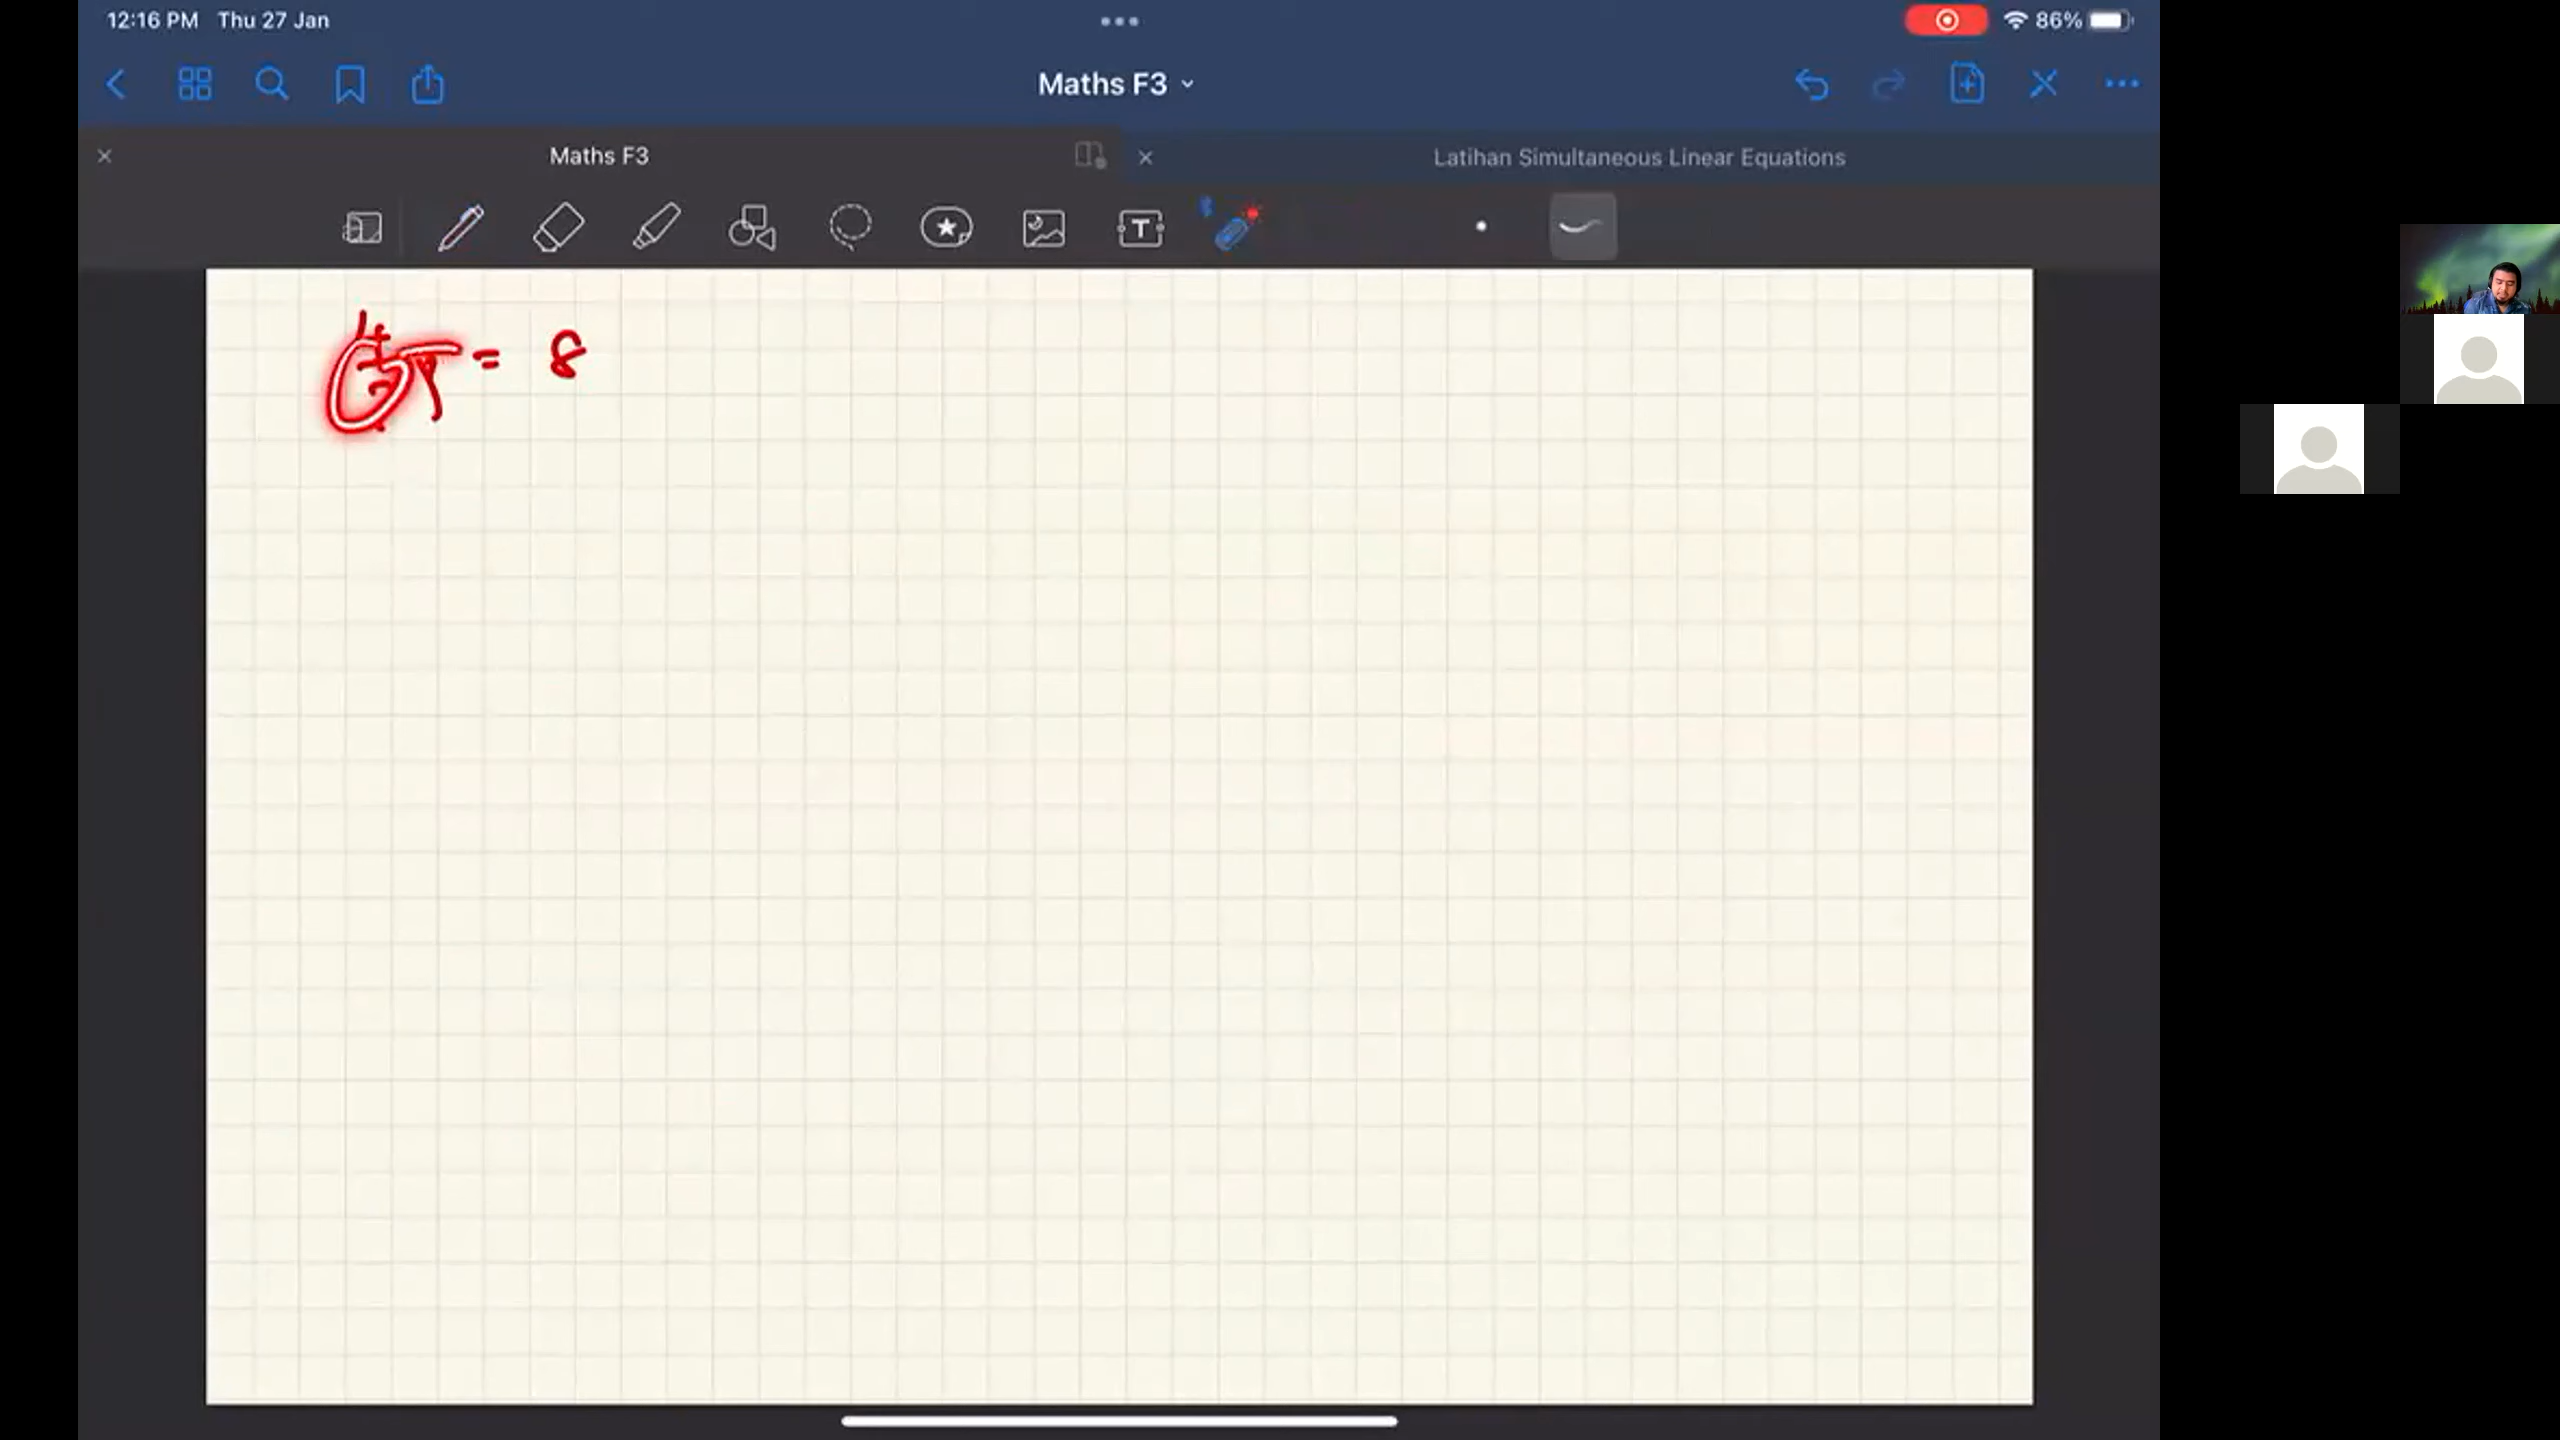 12:16 PM Thu 27 Jan
86%
Maths F3
Maths F3
Latihan Simultaneous Linear Equations
T
= 8